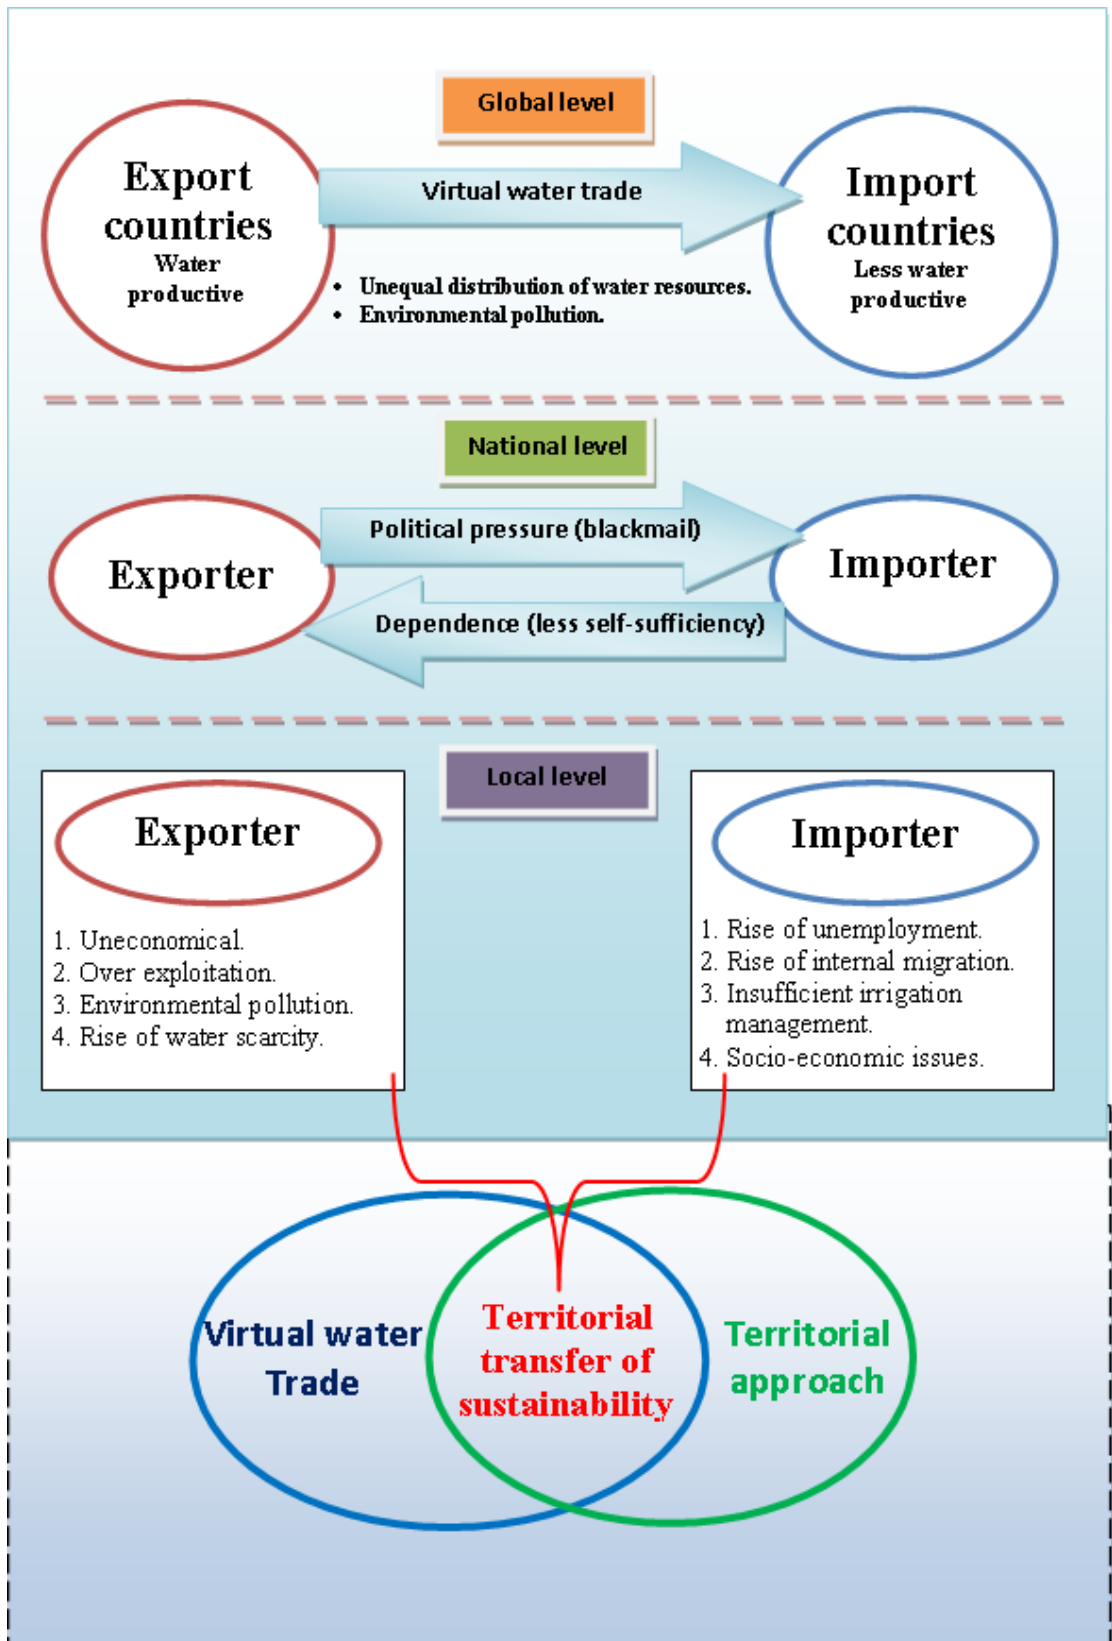 Global level
Export
countries
Water
productive
Virtual water trade
Import
countries
Less water
productive
• Unequal distribution of water resources.
• Environmental pollution.
National level
Exporter
Political pressure (blackmail)
Dependence (less self-sufficiency)
Importer
Local level
Exporter
1. Uneconomical.
2. Over exploitation.
3. Environmental pollution.
4. Rise of water scarcity.
Importer
1. Rise of unemployment.
2. Rise of internal migration.
3. Insufficient irrigation
management.
4. Socio-economic issues.
Virtual water
Trade
Territorial
transfer of
sustainability
Territorial
approach